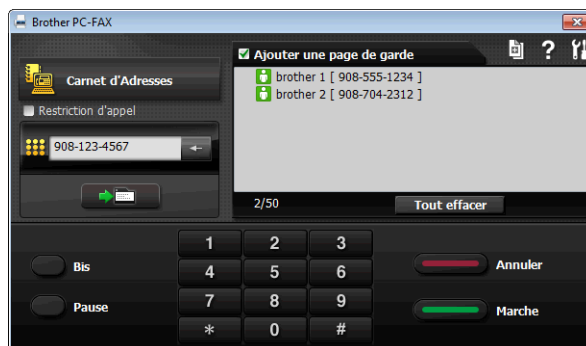 Brother PC-FAX
Ajouter une page de garde
?
Carnet d'Adresses
brother 1 [ 908-555-1234 ]
brother 2 [ 908-704-2312 ]
Restriction d'appel
908-123-4567
2/50
Tout effacer
1 2 3
Bis
Annuler
4 5 6
7 8 9
Pause
Marche
* 0 #